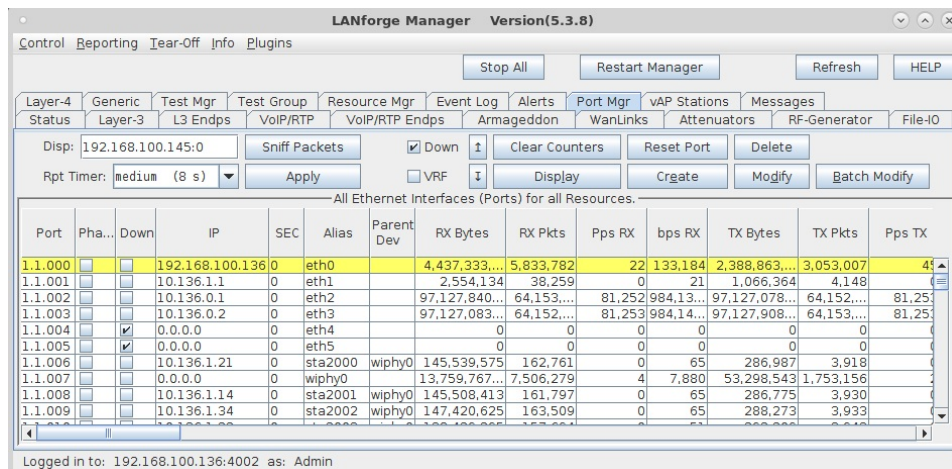 LANforge Manager Version(5.3.8)
Control Reporting Tear-Off Info Plugins
Stop All Restart Manager Refresh HELP
Layer-4 Generic Test Mgr Test Group Resource Mgr Event Log Alerts Port Mgr vAP Stations Messages
Status Layer-3 L3 Endps VoIP/RTP VoIP/RTP Endps Armageddon WanLinks Attenuators RF-Generator File-IO
Disp: 192.168.100.145:0 Sniff Packets Down Clear Counters Reset Port Delete
Rpt Timer: medium (8 s) Apply VRF Display Create Modify Batch Modify
All Ethernet Interfaces (Ports) for all Resources.
Port Pha... Down IP SEC Alias Parent Dev RX Bytes RX Pkts Pps RX bps RX TX Bytes TX Pkts Pps TX
1.1.000 192.168.100.136 0 eth0 4,437,333,... 5,833,782 22 133,184 2,388,863,... 3,053,007
1.1.001 10.136.1.1 0 eth1 2,554,134 38,259 0 21 1,066,364 4,148
1.1.002 10.136.0.1 0 eth2 97,127,840... 64,153,... 81,252 984,13... 97,127,078... 64,152,... 81,25
1.1.003 10.136.0.2 0 eth3 97,127,083... 64,152,... 81,253 984,14... 97,127,908... 64,153,... 81,25
1.1.004 0.0.0.0 0 eth4 0 0 0 0 0 0
1.1.005 0.0.0.0 0 eth5 0 0 0 0 0 0
1.1.006 10.136.1.21 0 sta2000 wiphy0 145,539,575 162,761 0 65 286,987 3,918
1.1.007 0.0.0.0 0 wiphy0 13,759,767... 7,506,279 4 7,880 53,298,543 1,753,156
1.1.008 10.136.1.14 0 sta2001 wiphy0 145,508,413 161,797 0 65 286,775 3,930
1.1.009 10.136.1.34 0 sta2002 wiphy0 147,420,625 163,509 0 65 288,273 3,933
Logged in to: 192.168.100.136:4002 as: Admin